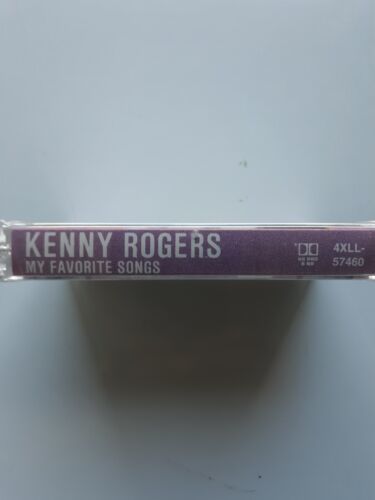 KENNY ROGERS
MY FAVORITE SONGS
4XLL-
57460